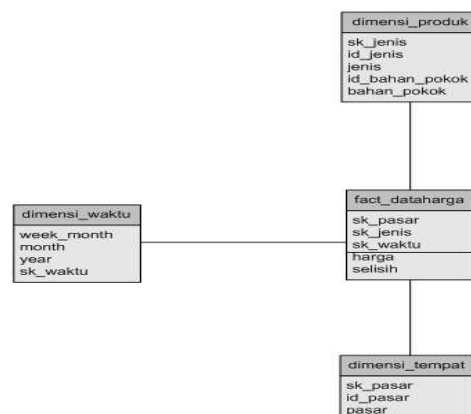 dimensi_produk
sk_jenis
id_jenis
jenis
id_bahan_pokok
bahan_pokok
dimensi_waktu
week_month
month
year
sk_waktu
fact_dataharga
sk_pasar
sk_jenis
sk_waktu
harga
selisih
dimensi_tempat
sk_pasar
id_pasar
pasar